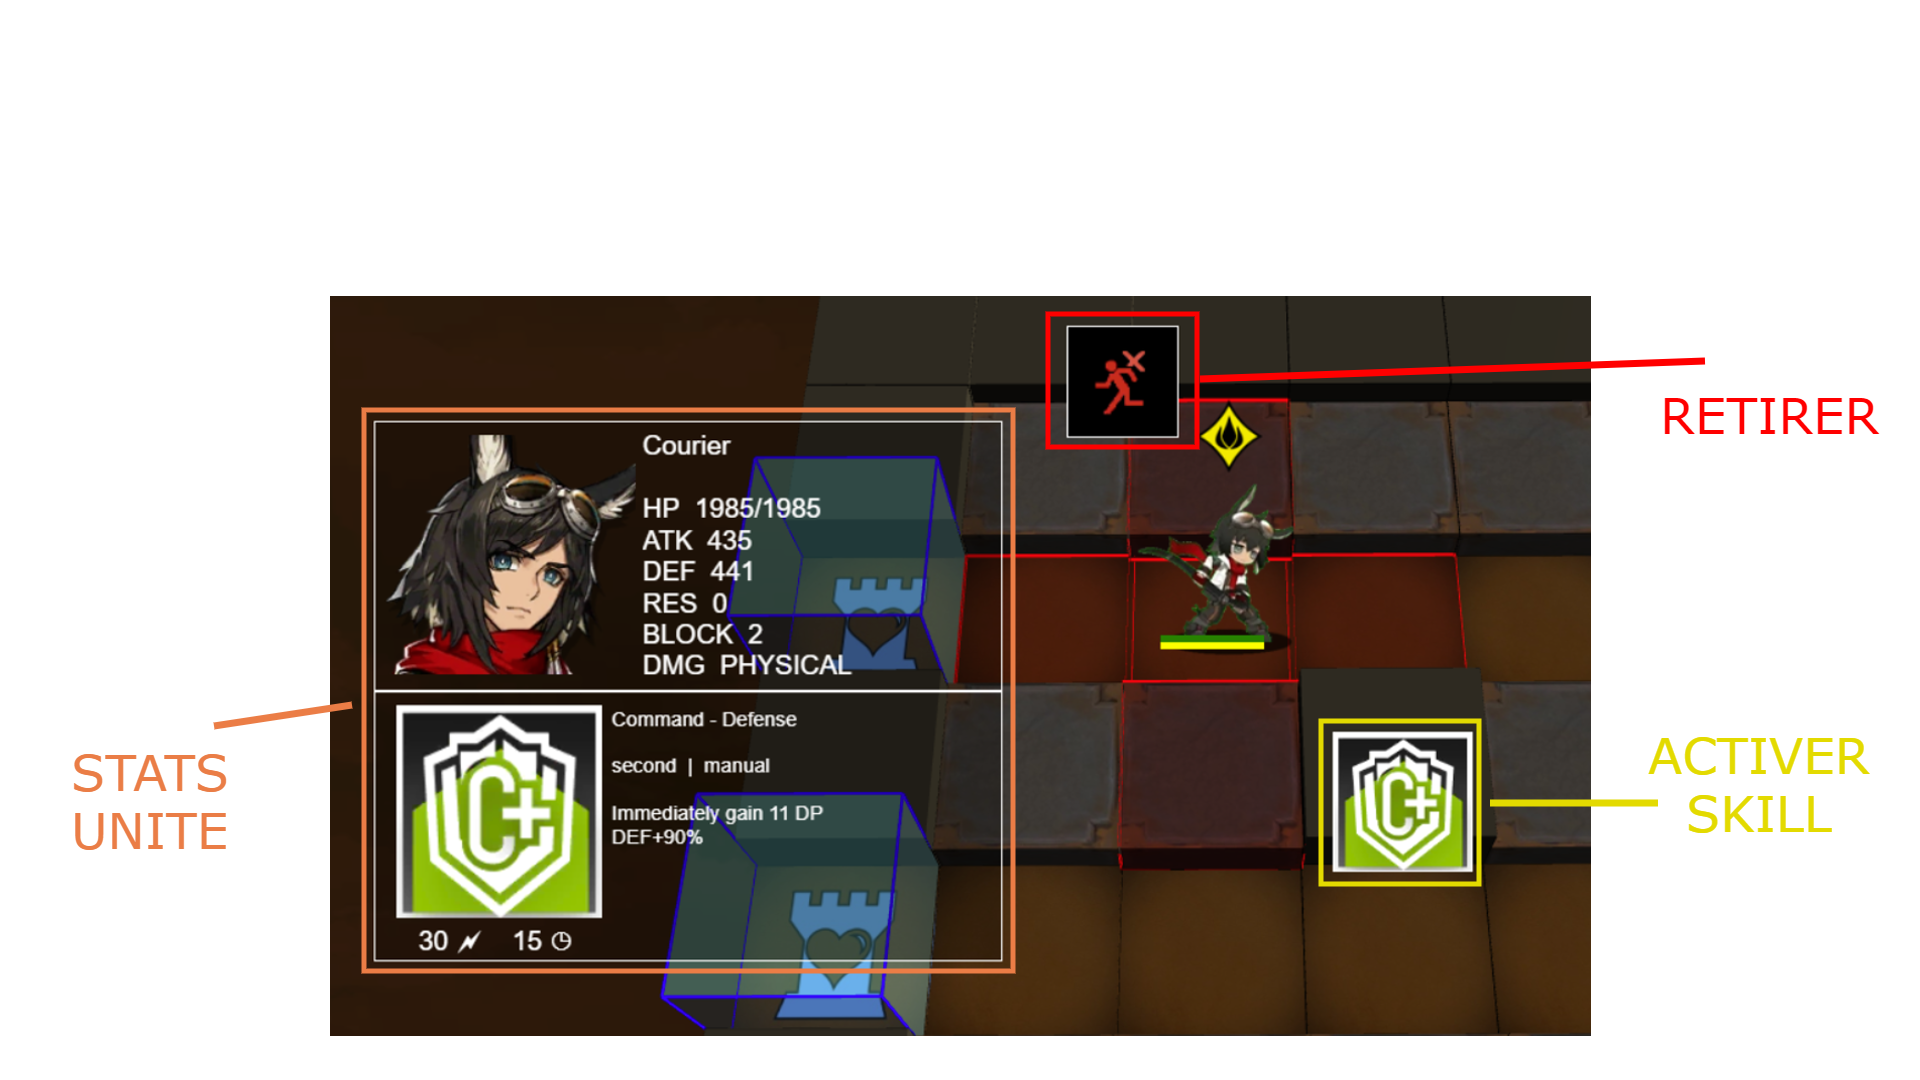 RETIRER
Courier
HP 1985/1985
ATK 435
DEF 441
RES 0
BLOCK 2
DMG PHYSICAL
Command - Defense
second | manual
Immediately gain 11 DP
DEF+90%
C+
30 15
STATS
UNITE
C+
ACTIVER
SKILL